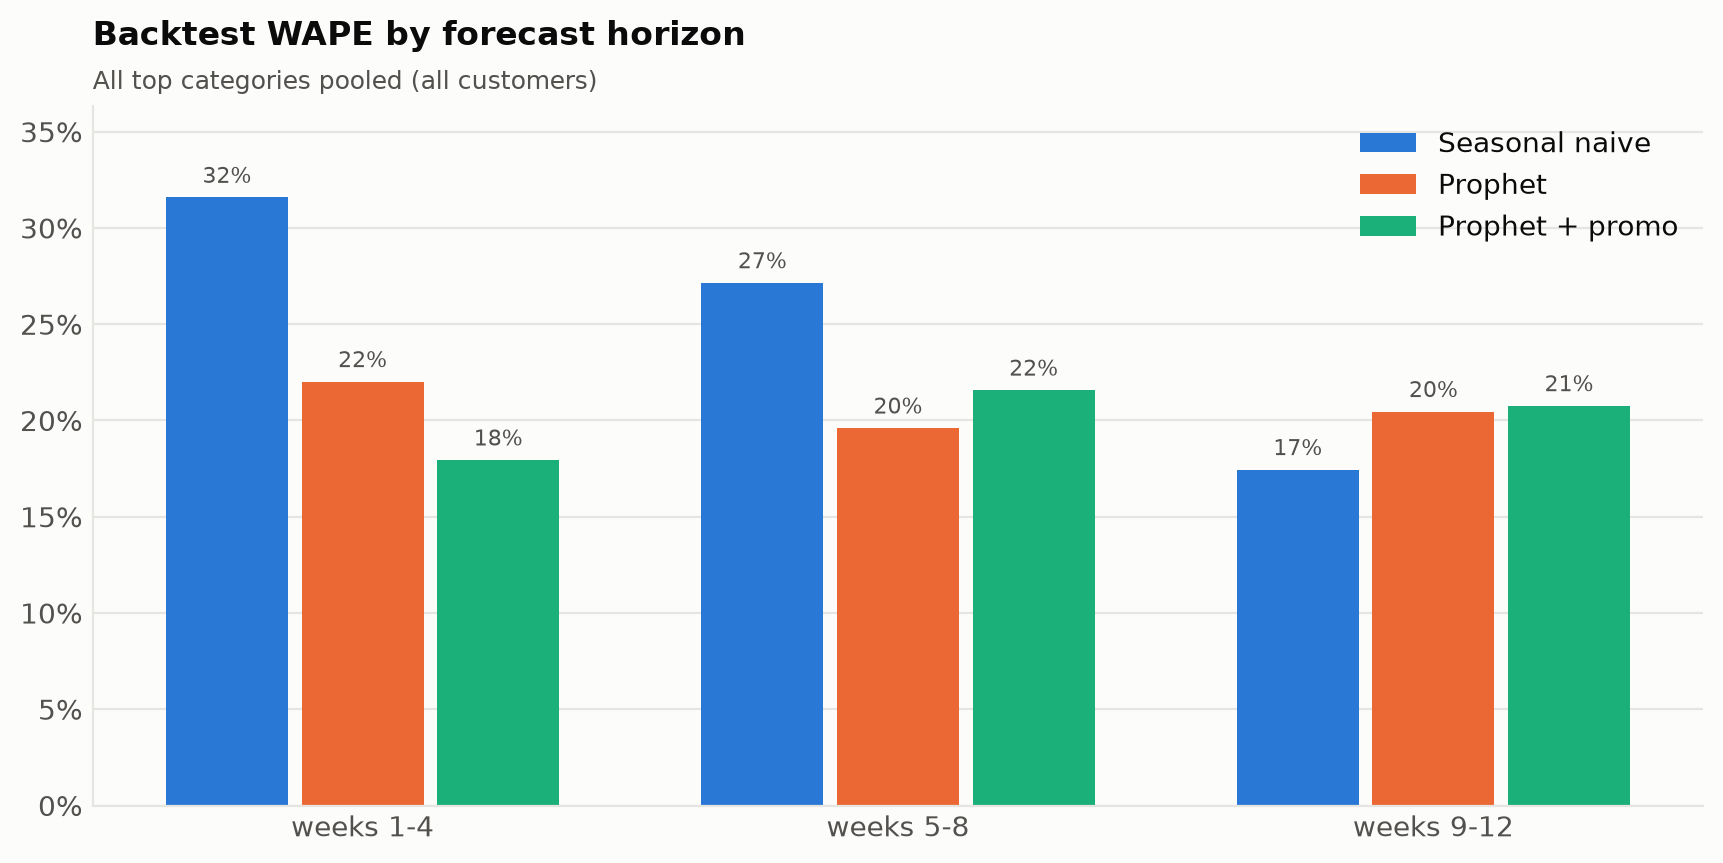 Backtest WAPE by forecast horizon
All top categories pooled (all customers)
35%
30%
25%
20%
15%
10%
5%
0%
Seasonal naive
Prophet
Prophet + promo
32%
22%
18%
27%
20%
22%
17%
20%
21%
weeks 1-4
weeks 5-8
weeks 9-12